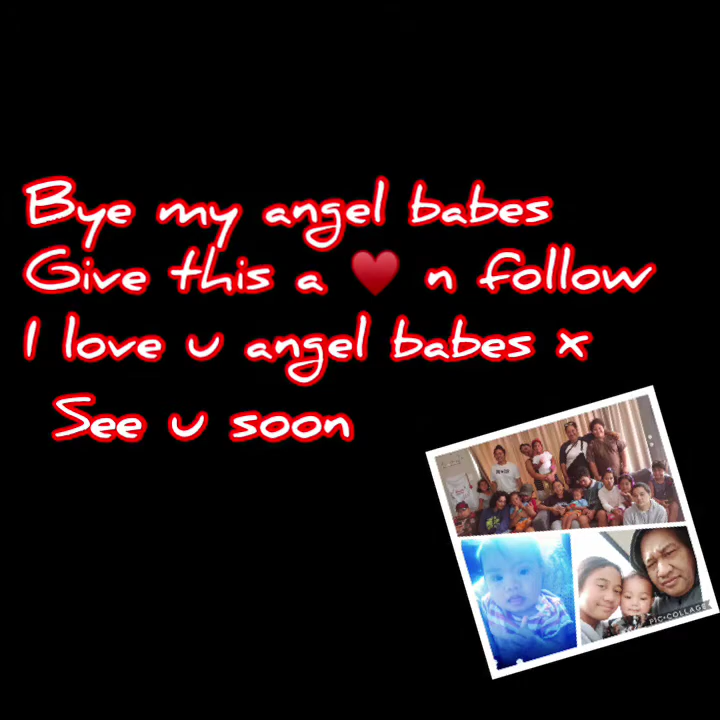 Bye my angel babes
Give this a ♥ n follow
I love u angel babes x
See u soon
PIC•COLLAGE